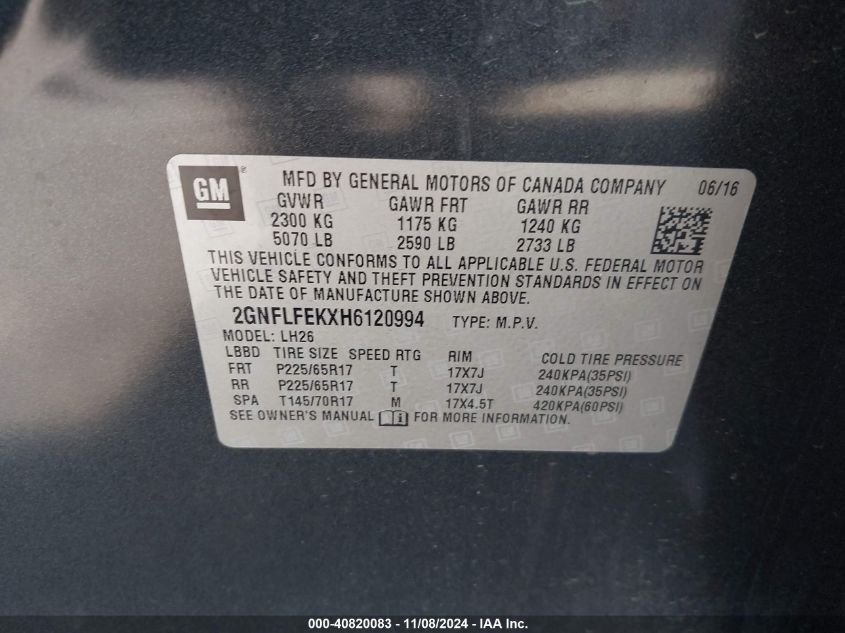 GM ®
MFD BY GENERAL MOTORS OF CANADA COMPANY 06/16
GVWR GAWR FRT GAWR RR
2300 KG 1175 KG 1240 KG
5070 LB 2590 LB 2733 LB
THIS VEHICLE CONFORMS TO ALL APPLICABLE U.S. FEDERAL MOTOR
VEHICLE SAFETY AND THEFT PREVENTION STANDARDS IN EFFECT ON
THE DATE OF MANUFACTURE SHOWN ABOVE.
2GNFLFEKXH6120994 TYPE: M.P.V.
MODEL: LH26
LBBD TIRE SIZE SPEED RTG RIM COLD TIRE PRESSURE
FRT P225/65R17 T 17X7J 240KPA(35PSI)
RR P225/65R17 T 17X7J 240KPA(35PSI)
SPA T145/70R17 M 17X4.5T 420KPA(60PSI)
SEE OWNER'S MANUAL FOR MORE INFORMATION.
000-40820083 - 11/08/2024 - IAA Inc.